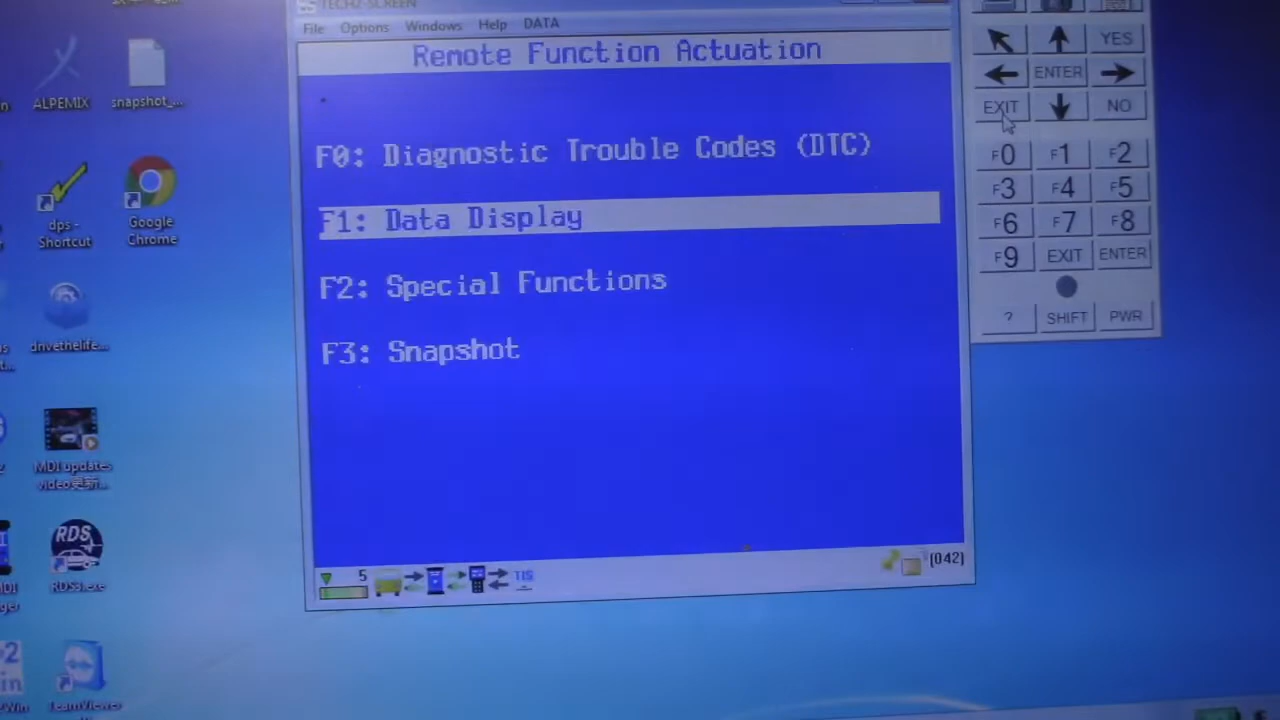 TECH2-SCREEN
File Options Windows Help DATA
Remote Function Actuation
F0: Diagnostic Trouble Codes (DTC)
F1: Data Display
F2: Special Functions
F3: Snapshot
5
TIS
(042)
YES
ENTER
EXIT
NO
F0 F1 F2
F3 F4 F5
F6 F7 F8
F9 EXIT ENTER
? SHIFT PWR
ALPEMIX
snapshot_...
dps -
Shortcut
Google
Chrome
drivethelife...
MDI updates
RDS
RDS3.exe
TeamViewer